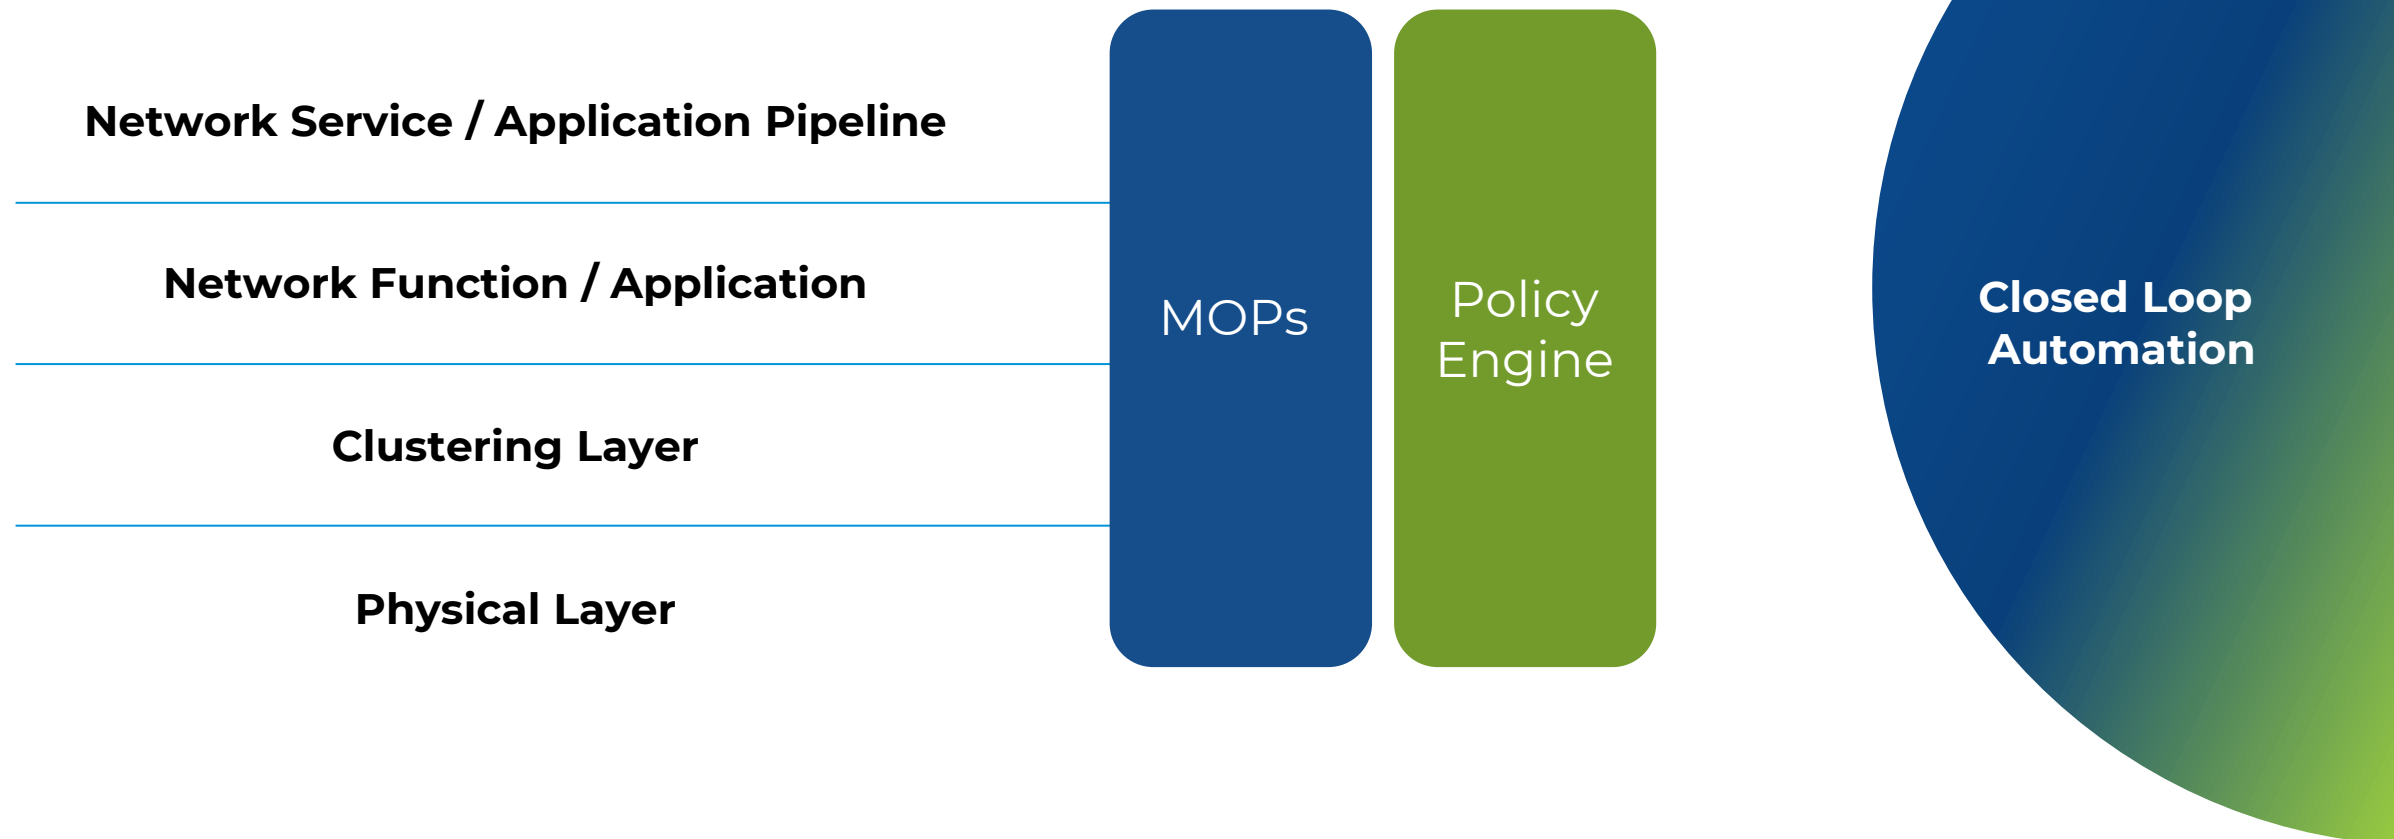 Network Service / Application Pipeline
Network Function / Application
Clustering Layer
Physical Layer
MOPs
Policy
Engine
Closed Loop
Automation